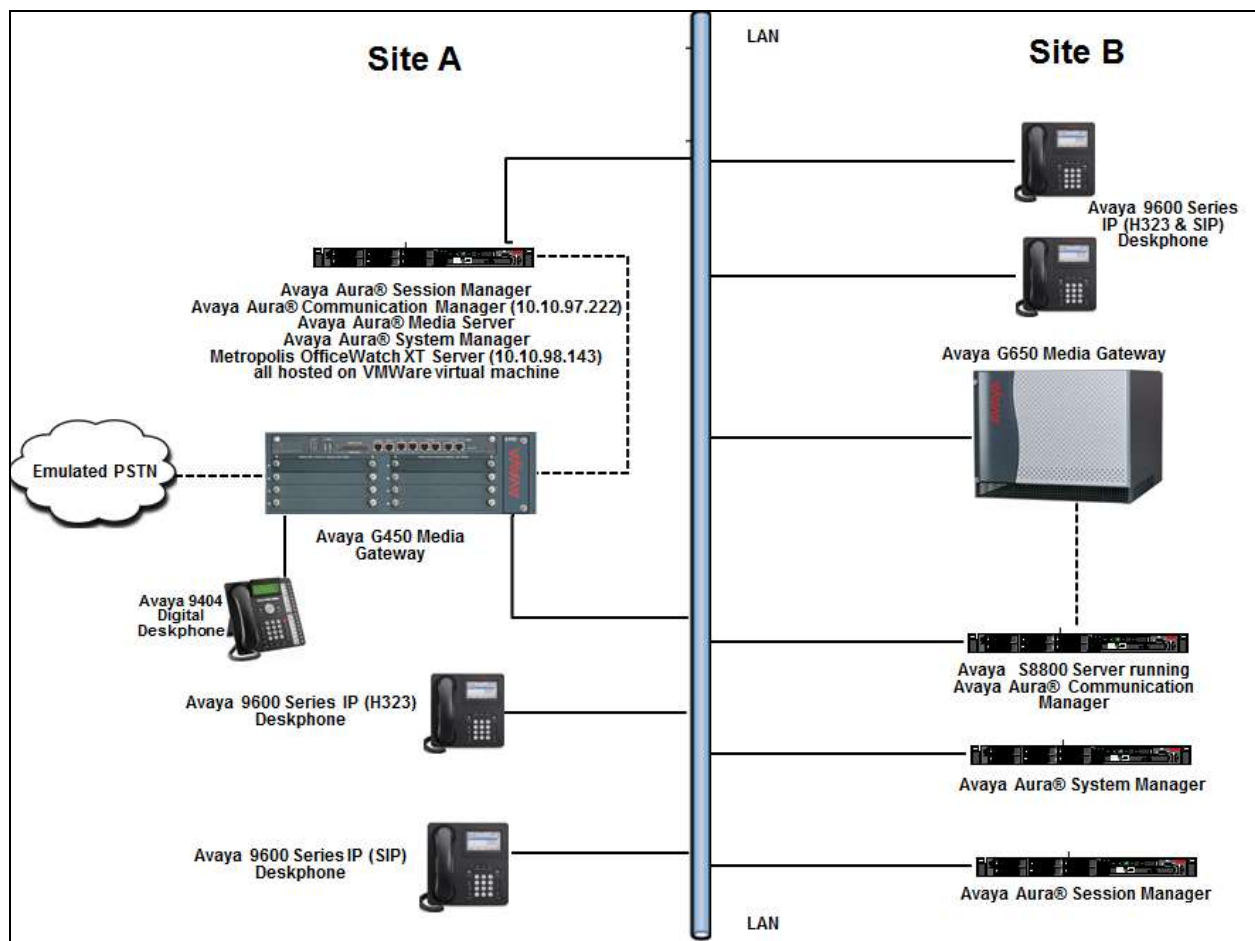 Site A
LAN
Site B
Avaya 9600 Series
IP (H323 & SIP)
Deskphone
Avaya Aura® Session Manager
Avaya Aura® Communication Manager (10.10.97.222)
Avaya Aura® Media Server
Avaya Aura® System Manager
Metropolis OfficeWatch XT Server (10.10.98.143)
all hosted on VMWare virtual machine
Avaya G650 Media Gateway
AVAYA
Emulated PSTN
AVAYA
Avaya G450 Media
Gateway
Avaya 9404
Digital
Deskphone
Avaya S8800 Server running
Avaya Aura® Communication
Manager
Avaya 9600 Series IP (H323)
Deskphone
Avaya Aura® System Manager
Avaya 9600 Series IP (SIP)
Deskphone
Avaya Aura® Session Manager
LAN